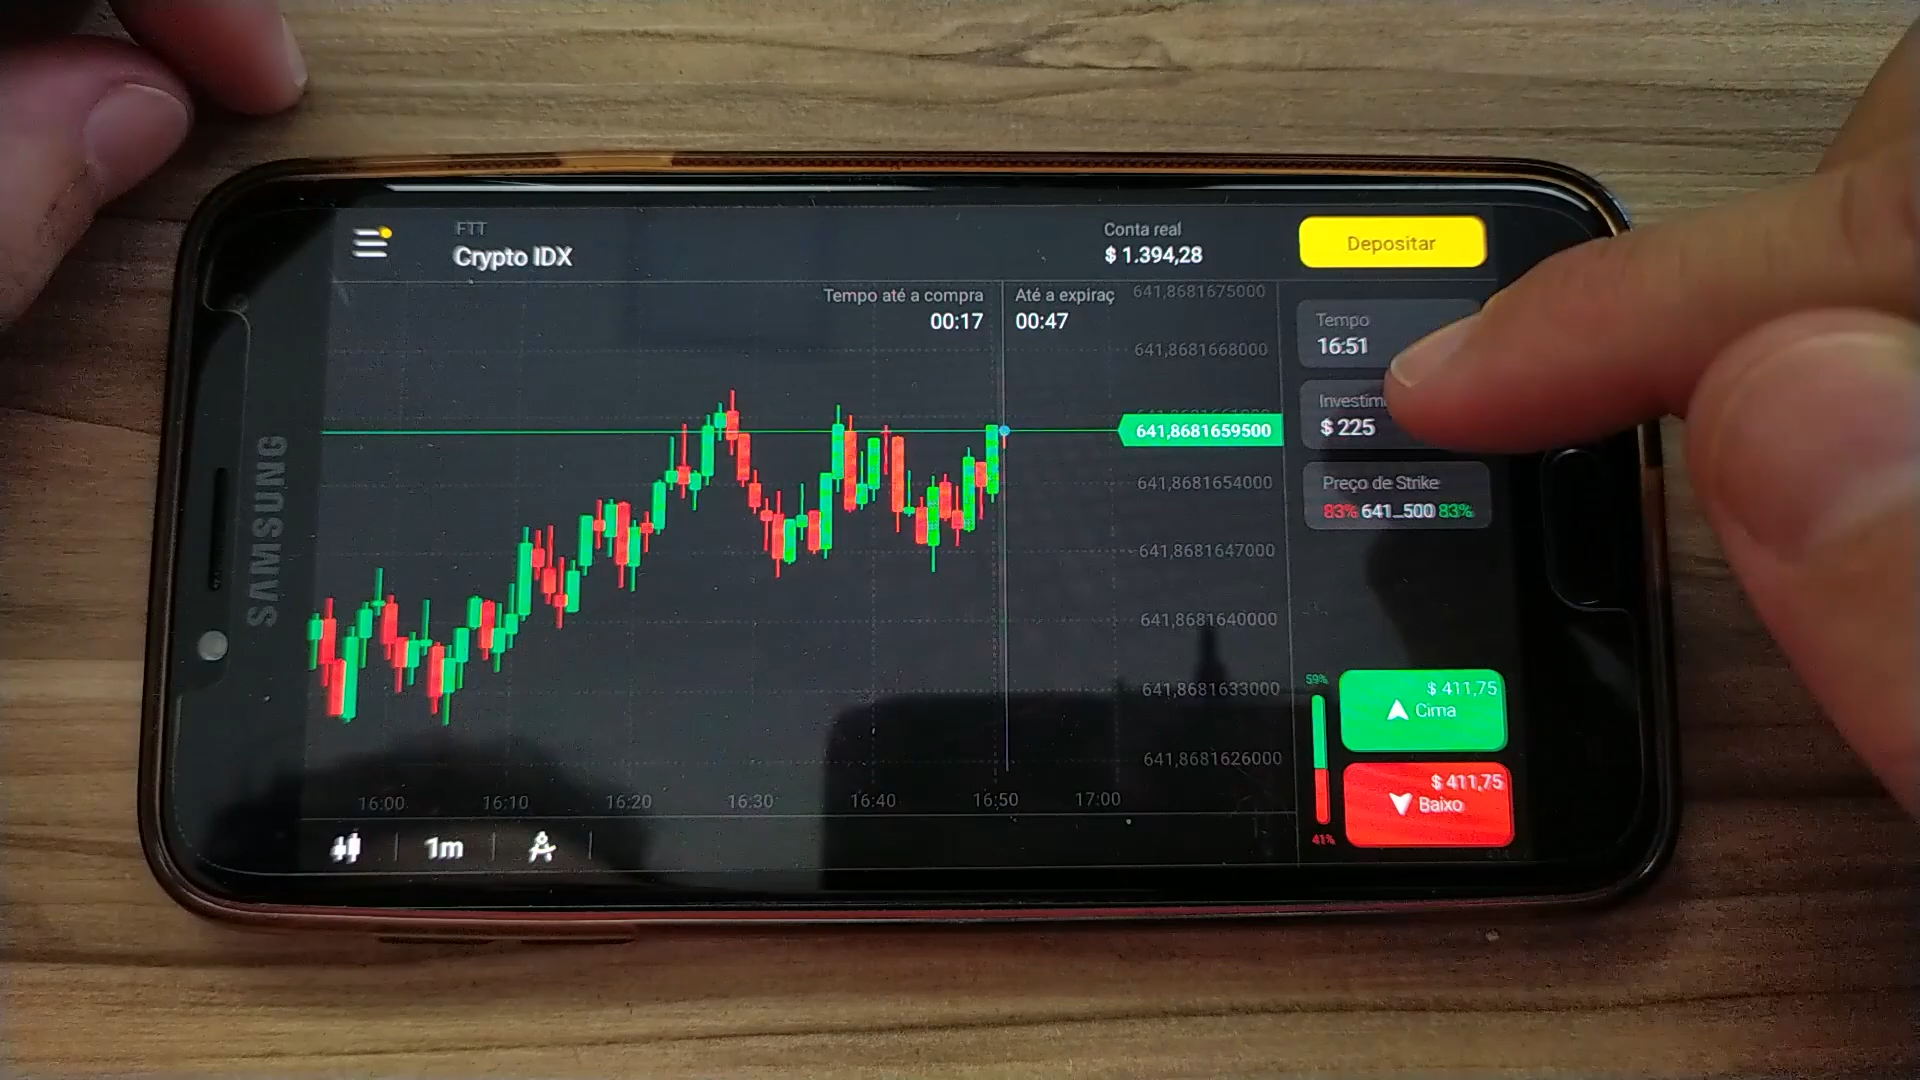 FTT
Crypto IDX
Conta real
$ 1.394,28
Depositar
Tempo até a compra
00:17
Até a expiraç
00:47
641,8681675000
641,8681668000
641,8681659500
641,8681654000
641,8681647000
641,8681640000
641,8681633000
641,8681626000
Tempo
16:51
Investim
$ 225
Preço de Strike
83% 641_500 83%
59%
$ 411,75
Cima
$ 411,75
Baixo
41%
16:00 16:10 16:20 16:30 16:40 16:50 17:00
1m
SAMSUNG